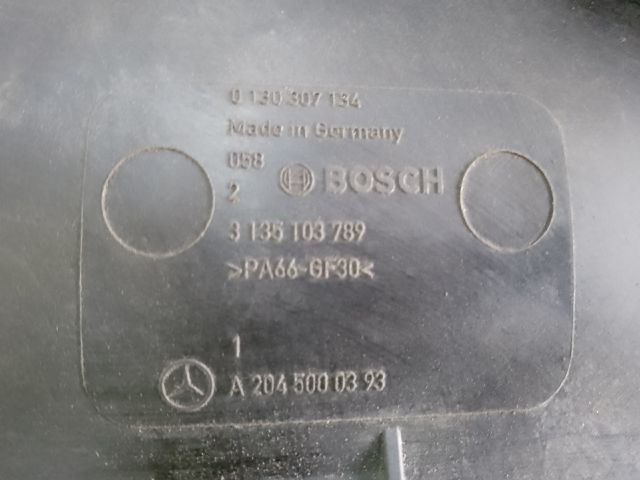 0 130 307 134
Made in Germany
058
2
BOSCH
3 135 103 789
>PA66-GF30<
1
A 204 500 03 93